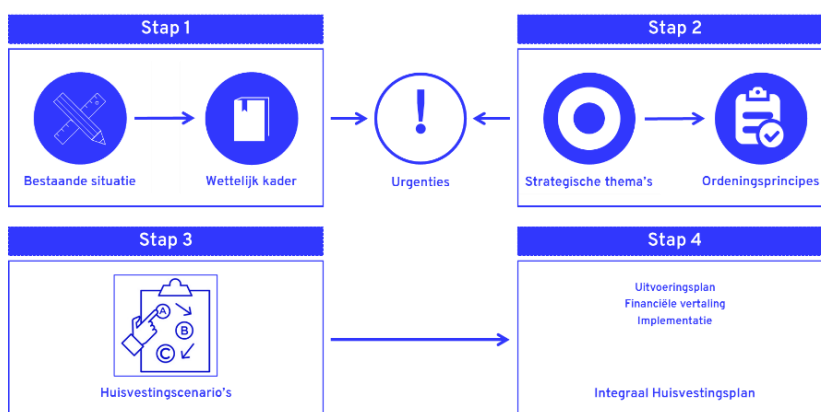 Stap 1
Bestaande situatie
Wettelijk kader
Urgenties
Stap 2
Strategische thema's
Ordeningsprincipes
Stap 3
A
B
C
Huisvestingscenario's
Stap 4
Uitvoeringsplan
Financiële vertaling
Implementatie
Integraal Huisvestingsplan